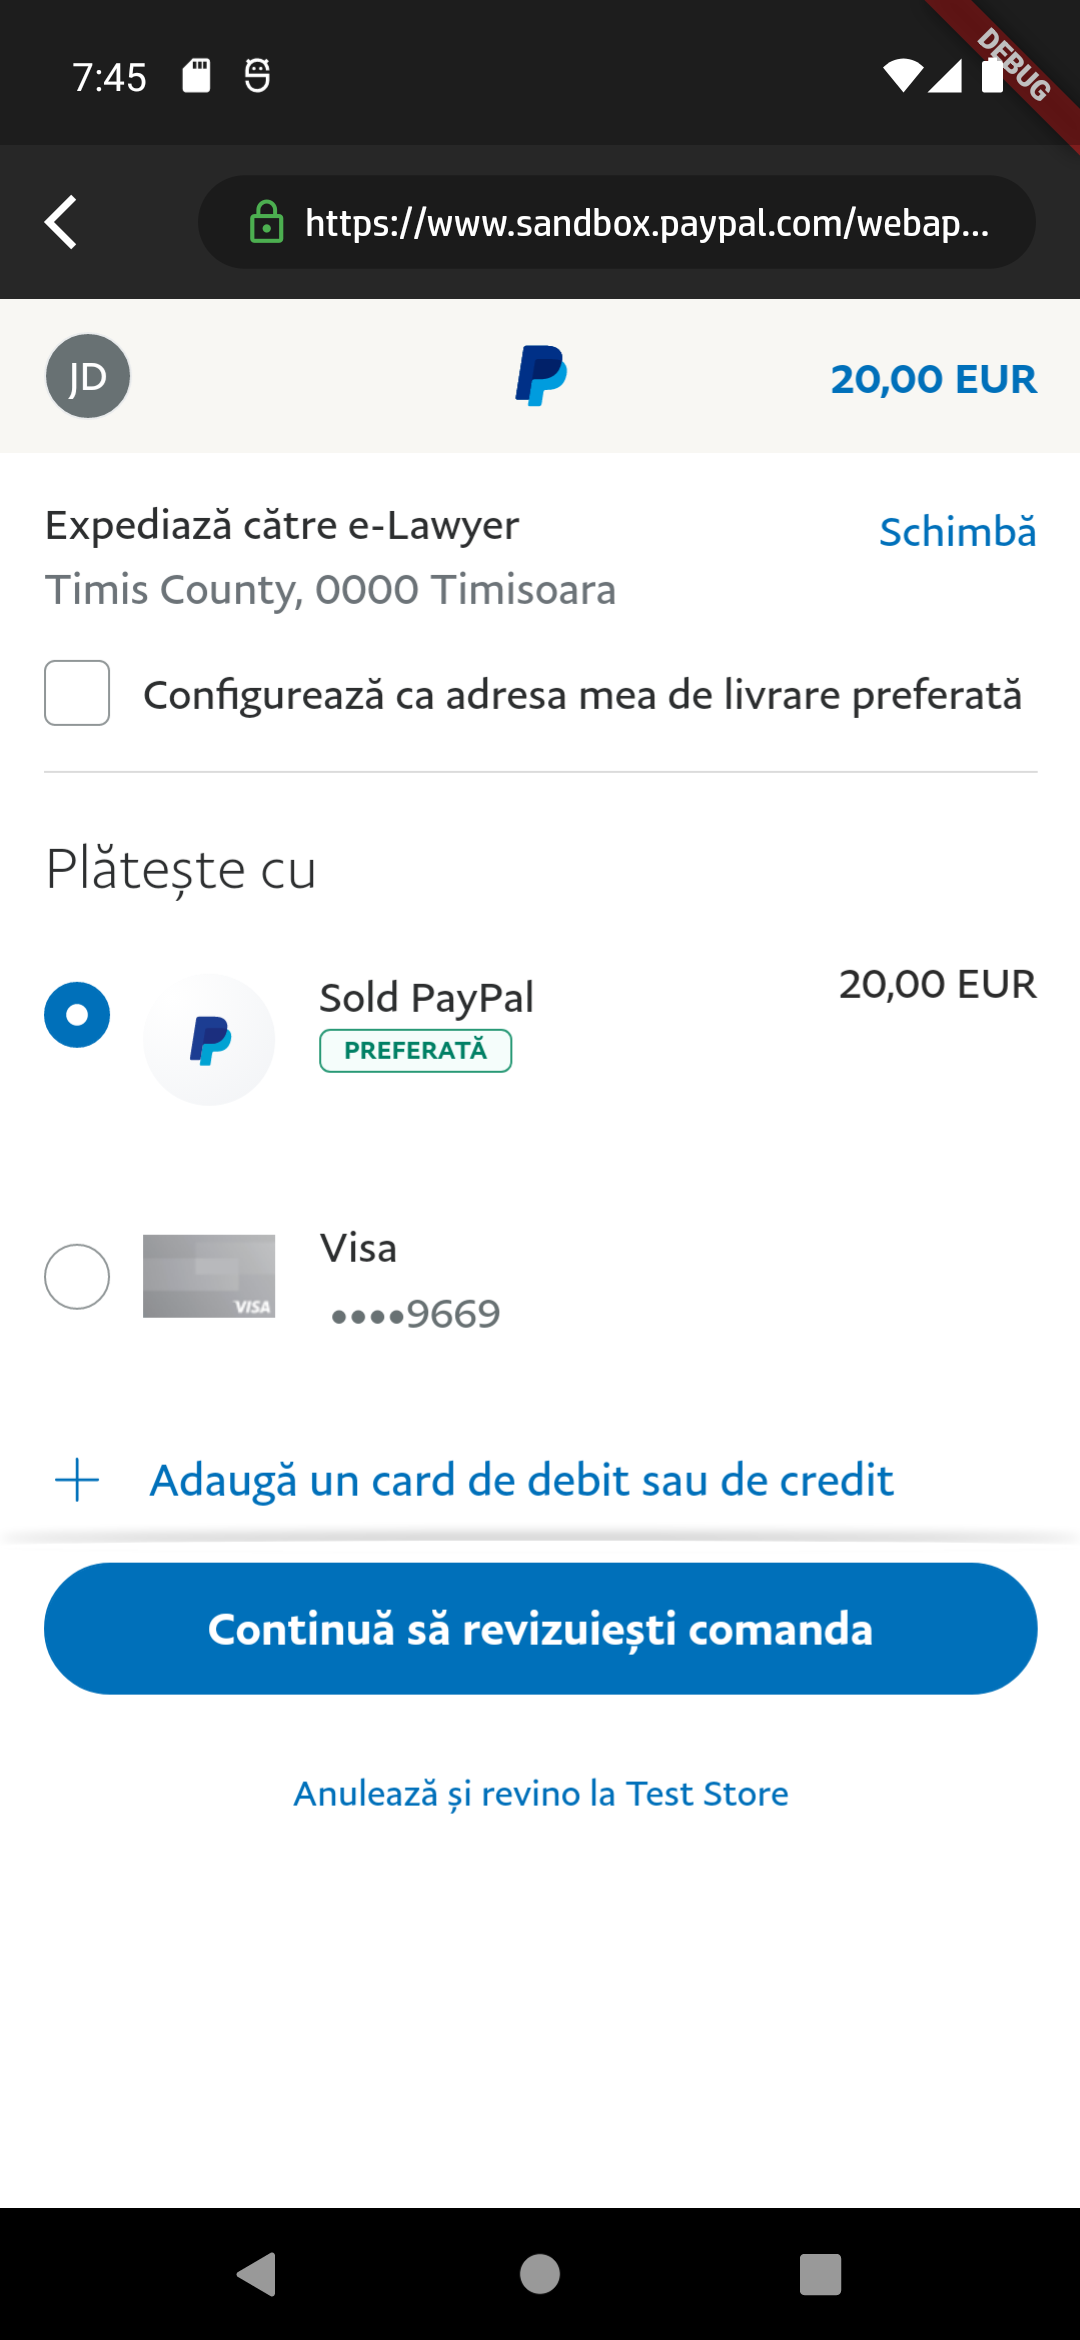 7:45
DEBUG
https://www.sandbox.paypal.com/webap...
JD
20,00 EUR
Expediază către e-Lawyer
Schimbă
Timis County, 0000 Timisoara
Configurează ca adresa mea de livrare preferată
Plătește cu
Sold PayPal
20,00 EUR
PREFERATĂ
Visa
VISA
••••9669
Adaugă un card de debit sau de credit
Continuă să revizuiești comanda
Anulează și revino la Test Store